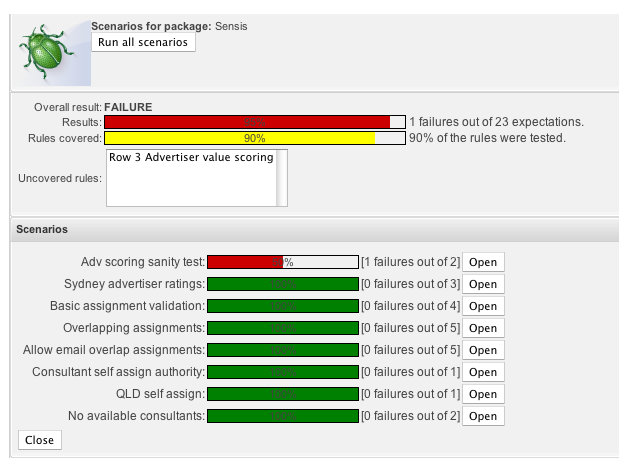 Scenarios for package: Sensis
Run all scenarios
Overall result: FAILURE
Results: 95% 1 failures out of 23 expectations.
Rules covered: 90% 90% of the rules were tested.
Row 3 Advertiser value scoring
Uncovered rules:
Scenarios
Adv scoring sanity test: 50% [1 failures out of 2] Open
Sydney advertiser ratings: 100% [0 failures out of 3] Open
Basic assignment validation: 100% [0 failures out of 4] Open
Overlapping assignments: 100% [0 failures out of 5] Open
Allow email overlap assignments: 100% [0 failures out of 5] Open
Consultant self assign authority: 100% [0 failures out of 1] Open
QLD self assign: 100% [0 failures out of 1] Open
No available consultants: 100% [0 failures out of 2] Open
Close